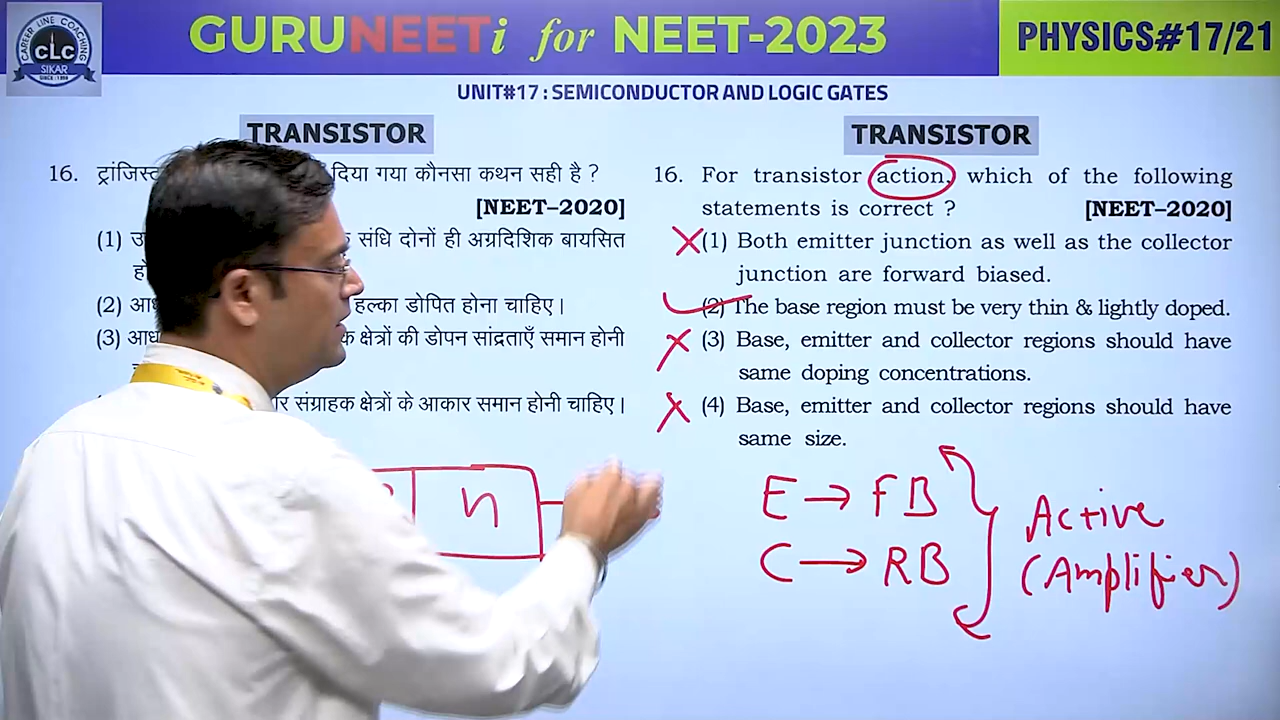 CAREER LINE COACHING
CLC
SIKAR
SINCE : 1996
GURUNEETi for NEET-2023
PHYSICS#17/21
UNIT#17 : SEMICONDUCTOR AND LOGIC GATES
TRANSISTOR
16. दिया गया कौनसा कथन सही है ?
[NEET–2020]
(1) संधि दोनों ही अग्रदिशिक बायसित
(2) हल्का डोपित होना चाहिए।
(3) क्षेत्रों की डोपन सांद्रताएँ समान होनी
संग्राहक क्षेत्रों के आकार समान होनी चाहिए।
n
TRANSISTOR
16. For transistor action, which of the following
statements is correct ?
[NEET–2020]
(1) Both emitter junction as well as the collector
junction are forward biased.
(2) The base region must be very thin & lightly doped.
(3) Base, emitter and collector regions should have
same doping concentrations.
(4) Base, emitter and collector regions should have
same size.
E → FB
C → RB
Active
(Amplifier)